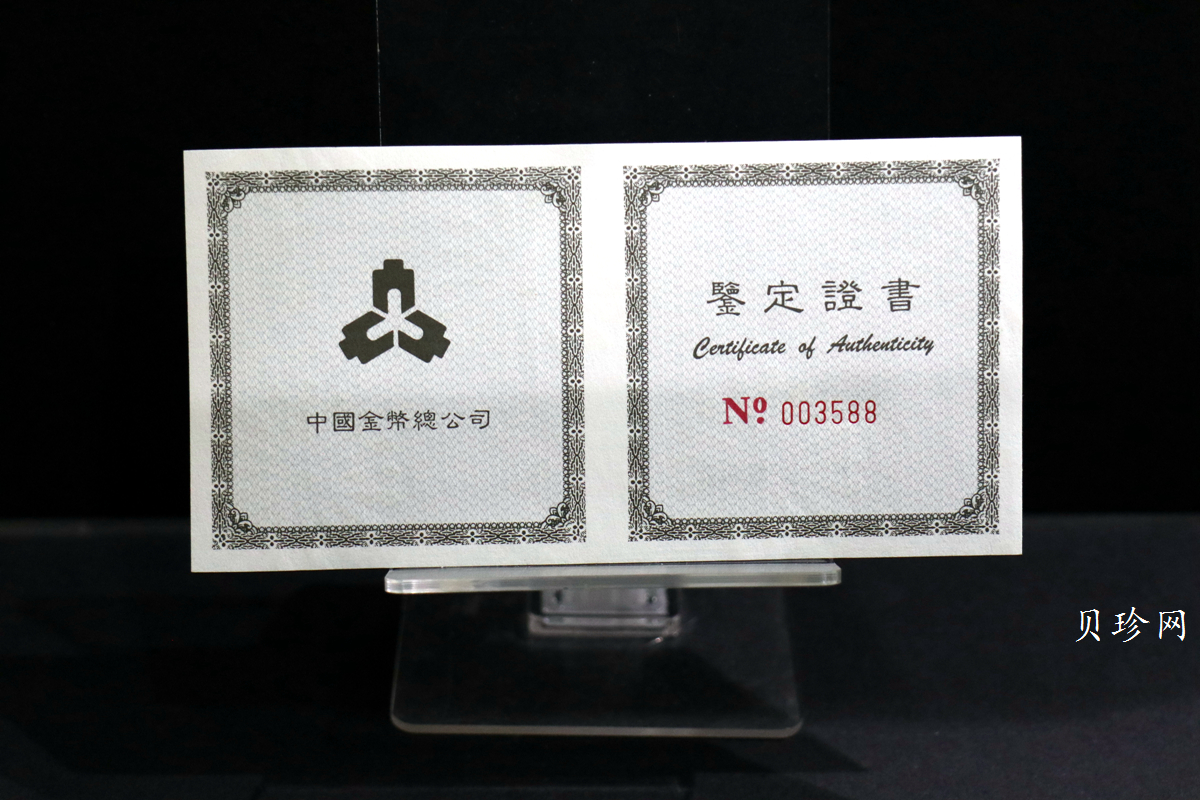 中國金幣總公司
鑒定證書
Certificate of Authenticity
Nº 003588
贝珍网